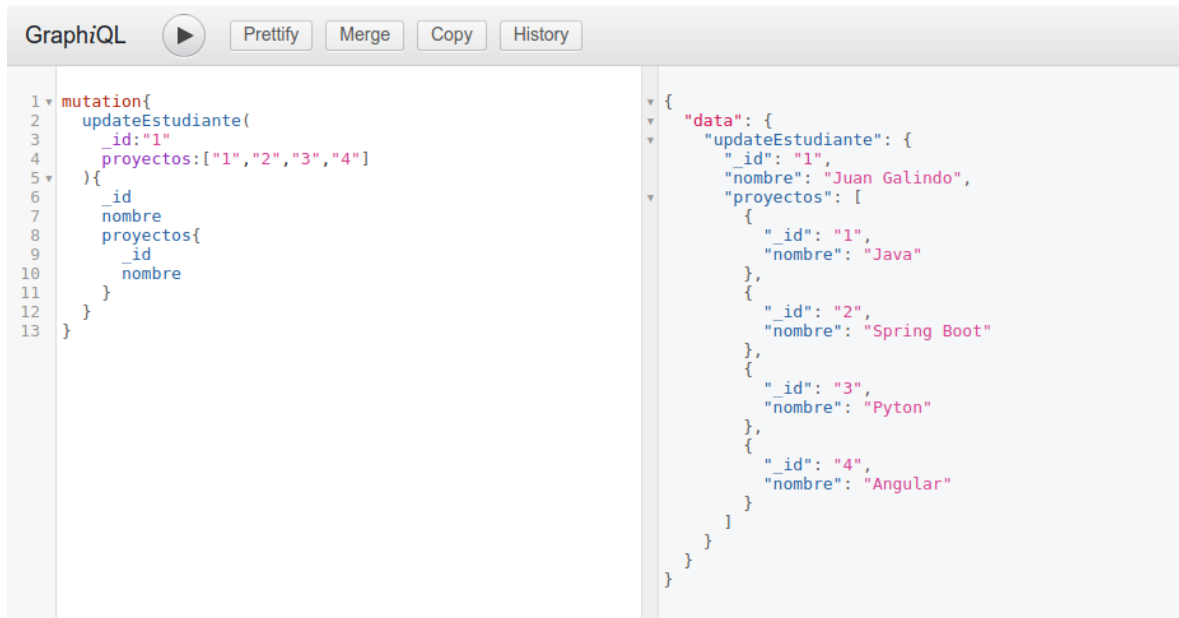 GraphiQL Prettify Merge Copy History
1 mutation{
2 updateEstudiante(
3 _id:"1"
4 proyectos:["1","2","3","4"]
5 ){
6 _id
7 nombre
8 proyectos{
9 _id
10 nombre
11 }
12 }
13 }
{
"data": {
"updateEstudiante": {
"_id": "1",
"nombre": "Juan Galindo",
"proyectos": [
{
"_id": "1",
"nombre": "Java"
},
{
"_id": "2",
"nombre": "Spring Boot"
},
{
"_id": "3",
"nombre": "Pyton"
},
{
"_id": "4",
"nombre": "Angular"
}
]
}
}
}